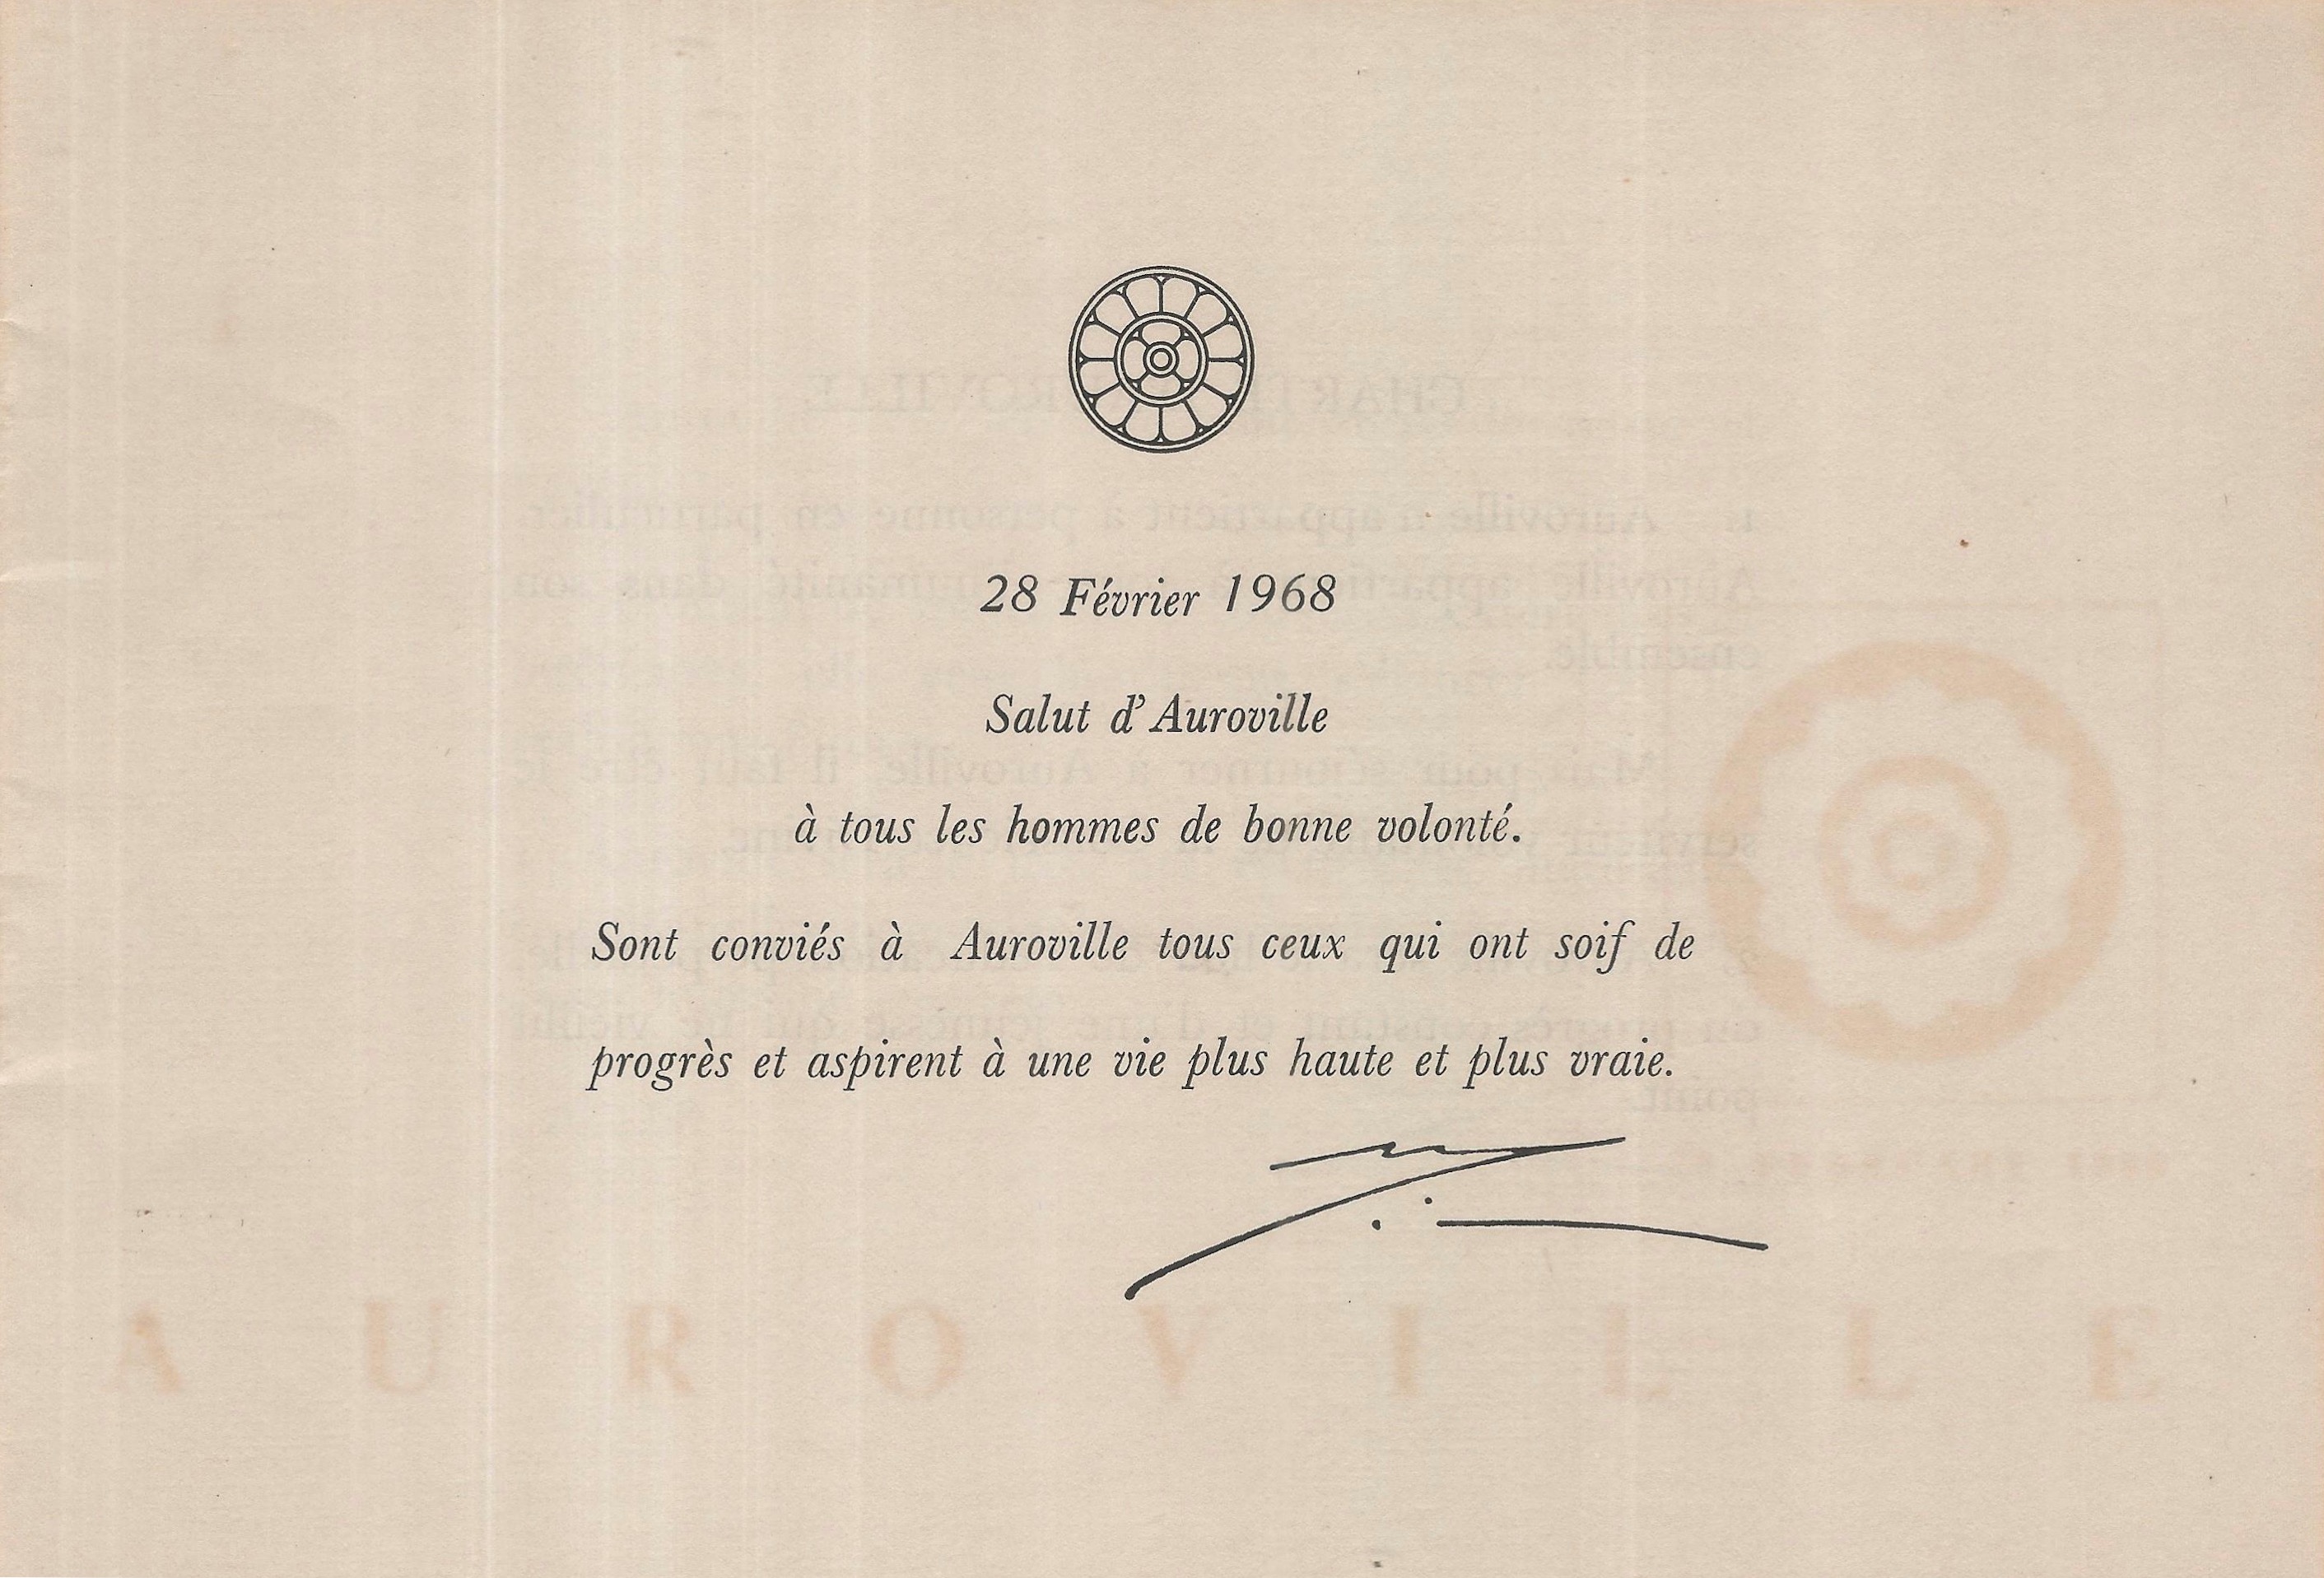 28 Février 1968
Salut d'Auroville
à tous les hommes de bonne volonté.
Sont conviés à Auroville tous ceux qui ont soif de
progrès et aspirent à une vie plus haute et plus vraie.
A U R O V I L L E